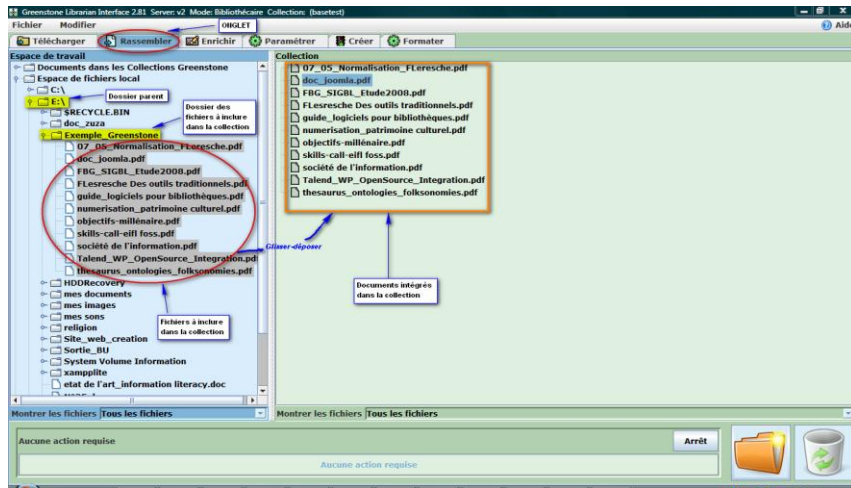 Greenstone Librarian Interface 2.81 Server: v2 Mode: Bibliothécaire Collection: (basetest)
Fichier Modifier
ONGLET
Aide
Télécharger Rassembler Enrichir Paramétrer Créer Formater
Espace de travail
Documents dans les Collections Greenstone
Espace de fichiers local
C:\
E:\
Dossier parent
$RECYCLE.BIN
doc_zuza
Dossier des
fichiers à inclure
dans la collection
Exemple_Greenstone
07_05_Normalisation_FLeresche.pdf
doc_joomla.pdf
FBG_SIGBL_Etude2008.pdf
FLesresche Des outils traditionnels.pdf
guide_logiciels pour bibliothèques.pdf
numerisation_patrimoine culturel.pdf
objectifs-millénaire.pdf
skills-call-eifl foss.pdf
société de l'information.pdf
Talend_WP_OpenSource_Integration.pd
thesaurus_ontologies_folksonomies.pdf
HDDRecovery
mes documents
mes images
mes sons
religion
Site_web_creation
Sortie_BU
System Volume Information
xampplite
etat de l'art_information literacy.doc
Fichiers à inclure
dans la collection
Montrer les fichiers Tous les fichiers
Glisser-déposer
Collection
07_05_Normalisation_FLeresche.pdf
doc_joomla.pdf
FBG_SIGBL_Etude2008.pdf
FLesresche Des outils traditionnels.pdf
guide_logiciels pour bibliothèques.pdf
numerisation_patrimoine culturel.pdf
objectifs-millénaire.pdf
skills-call-eifl foss.pdf
société de l'information.pdf
Talend_WP_OpenSource_Integration.pdf
thesaurus_ontologies_folksonomies.pdf
Documents intégrés
dans la collection
Montrer les fichiers Tous les fichiers
Aucune action requise
Arrêt
Aucune action requise